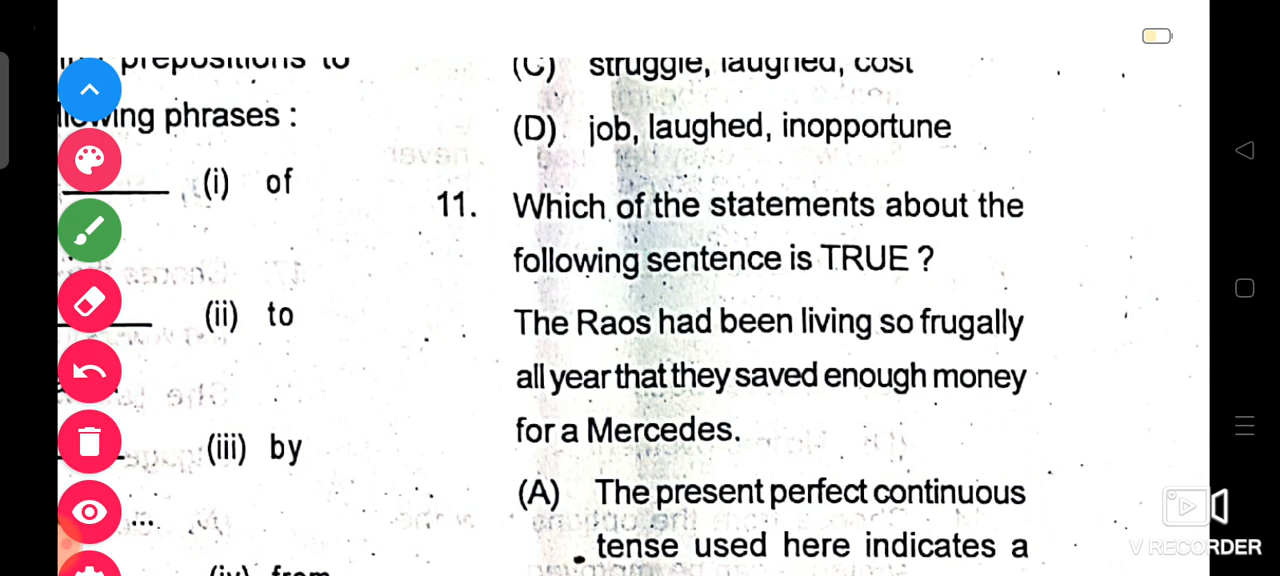 prepositions to
wing phrases :
(i) of
(ii) to
(iii) by
...
(iv) from
(C) struggle, laughed, cost
(D) job, laughed, inopportune
11. Which of the statements about the
following sentence is TRUE ?
The Raos had been living so frugally
all year that they saved enough money
for a Mercedes.
(A) The present perfect continuous
tense used here indicates a
V RECORDER